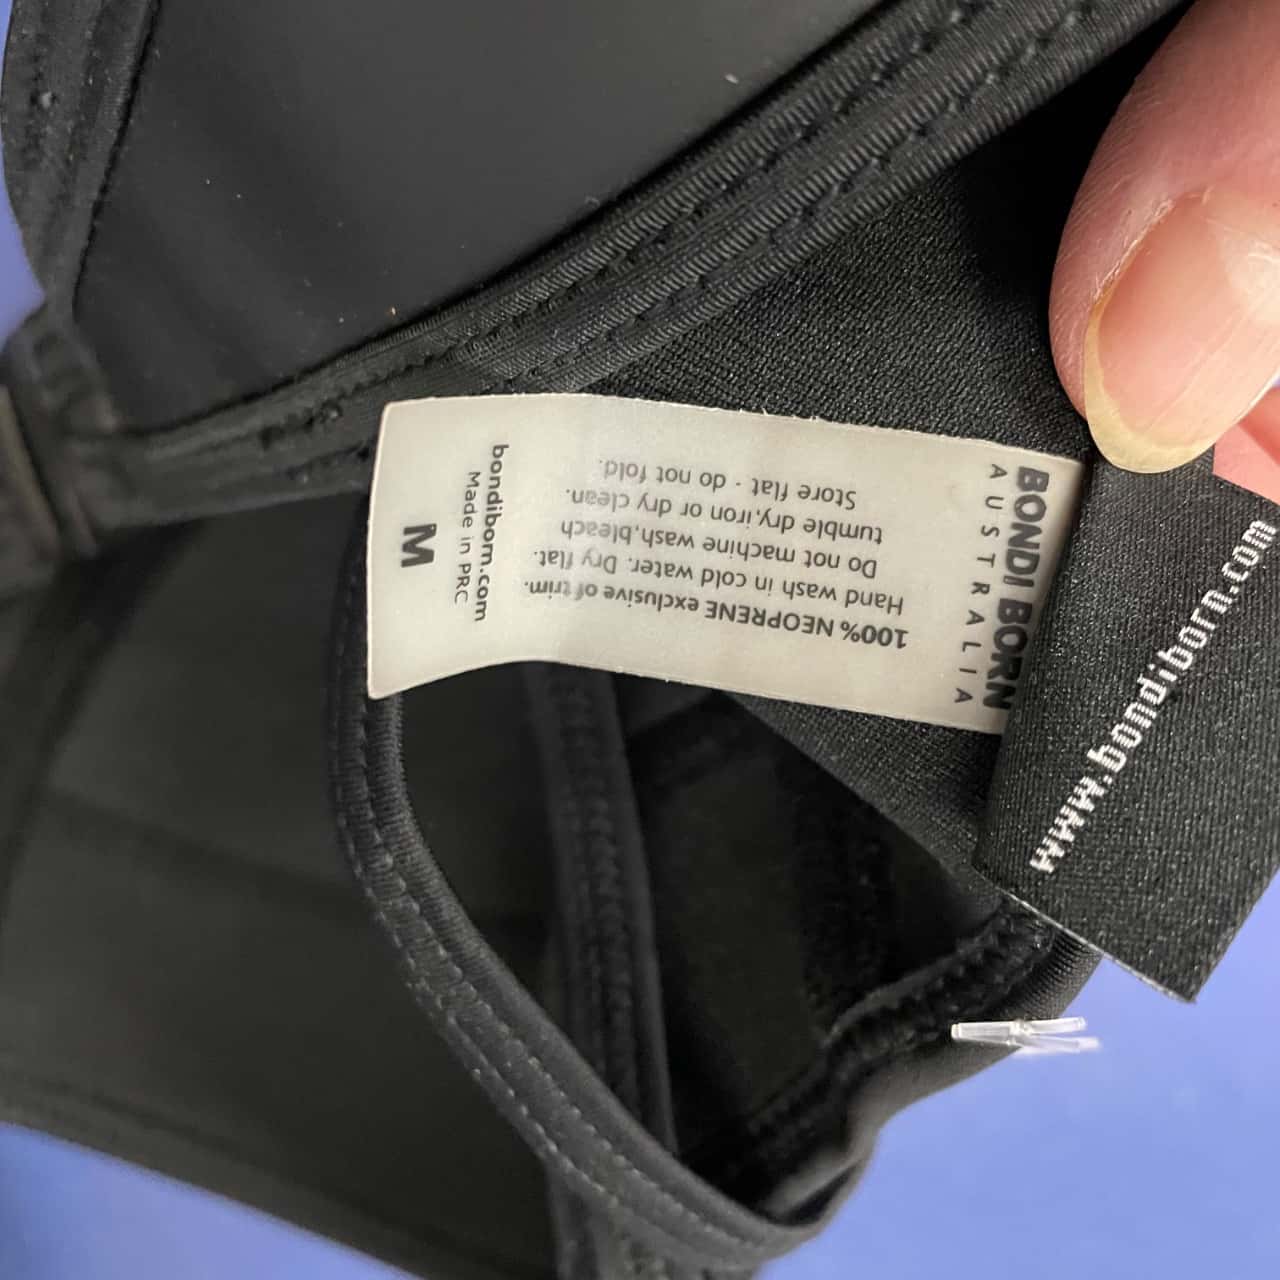 BONDI BORN
AUSTRALIA
100% NEOPRENE exclusive of trim.
Hand wash in cold water. Dry flat.
Do not machine wash,bleach
tumble dry,iron or dry clean.
Store flat - do not fold.
bondiborn.com
Made in PRC
M
www.bondiborn.com